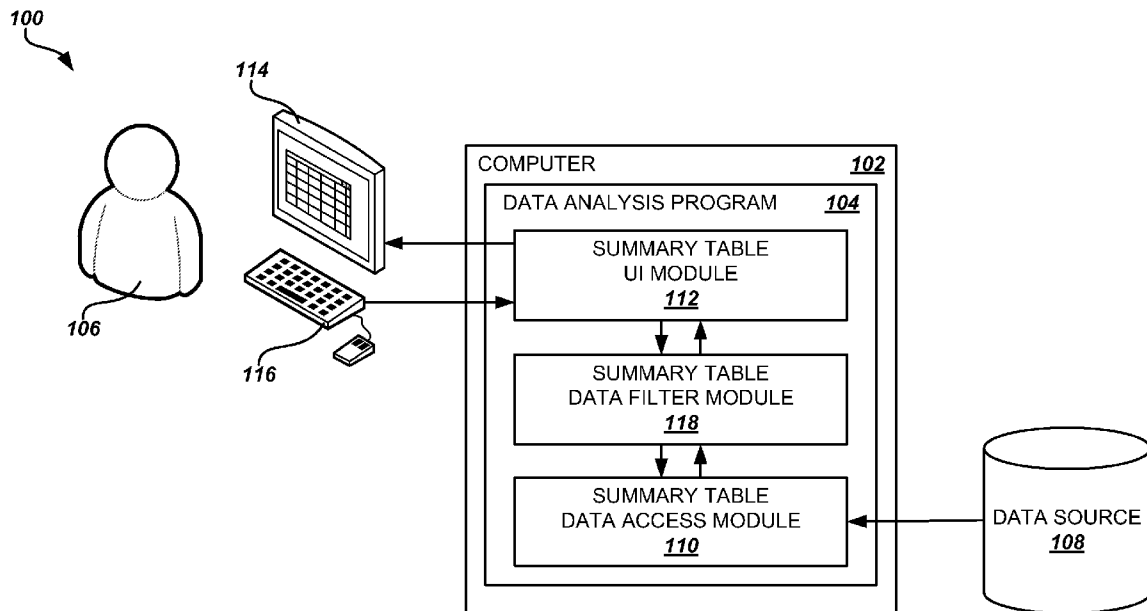 100
114
COMPUTER 102
DATA ANALYSIS PROGRAM 104
SUMMARY TABLE
UI MODULE
112
106
116
SUMMARY TABLE
DATA FILTER MODULE
118
SUMMARY TABLE
DATA ACCESS MODULE
110
DATA SOURCE
108